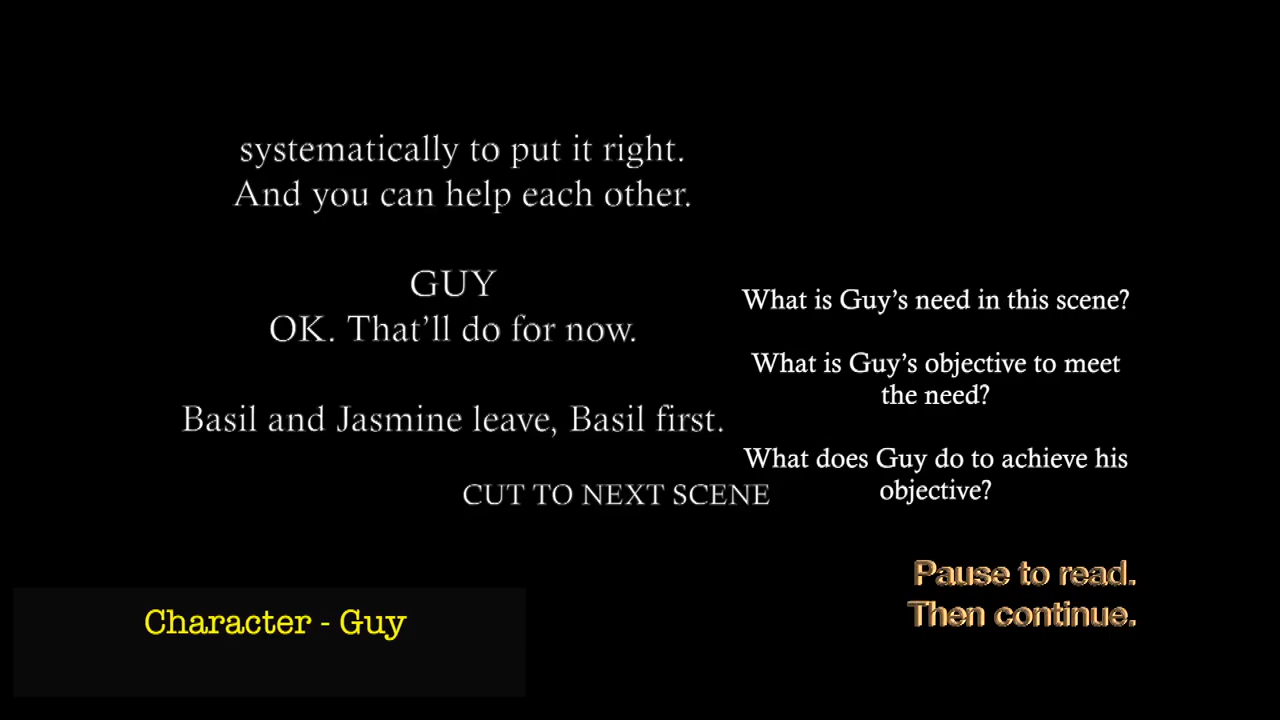 systematically to put it right.
And you can help each other.
GUY
OK. That’ll do for now.
Basil and Jasmine leave, Basil first.
CUT TO NEXT SCENE
What is Guy’s need in this scene?
What is Guy’s objective to meet
the need?
What does Guy do to achieve his
objective?
Pause to read.
Then continue.
Character - Guy